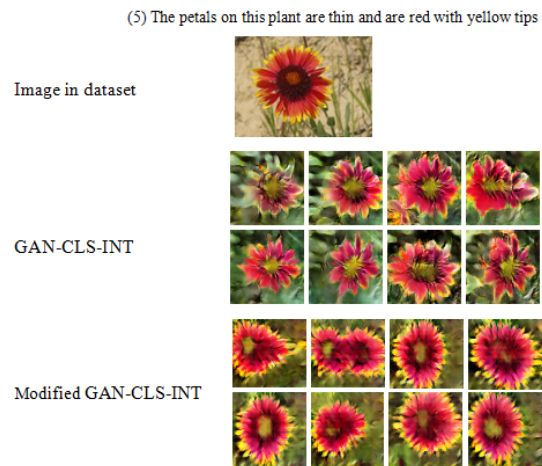 (5) The petals on this plant are thin and are red with yellow tips
Image in dataset
GAN-CLS-INT
Modified GAN-CLS-INT